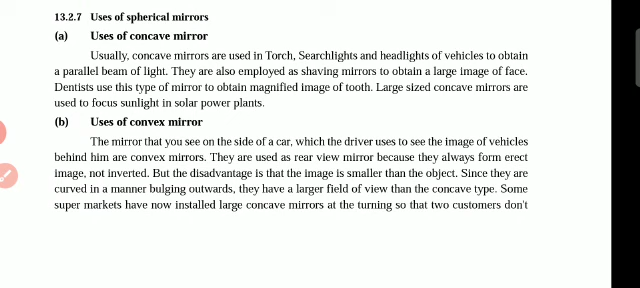 13.2.7 Uses of spherical mirrors
(a) Uses of concave mirror
Usually, concave mirrors are used in Torch, Searchlights and headlights of vehicles to obtain
a parallel beam of light. They are also employed as shaving mirrors to obtain a large image of face.
Dentists use this type of mirror to obtain magnified image of tooth. Large sized concave mirrors are
used to focus sunlight in solar power plants.
(b) Uses of convex mirror
The mirror that you see on the side of a car, which the driver uses to see the image of vehicles
behind him are convex mirrors. They are used as rear view mirror because they always form erect
image, not inverted. But the disadvantage is that the image is smaller than the object. Since they are
curved in a manner bulging outwards, they have a larger field of view than the concave type. Some
super markets have now installed large concave mirrors at the turning so that two customers don't